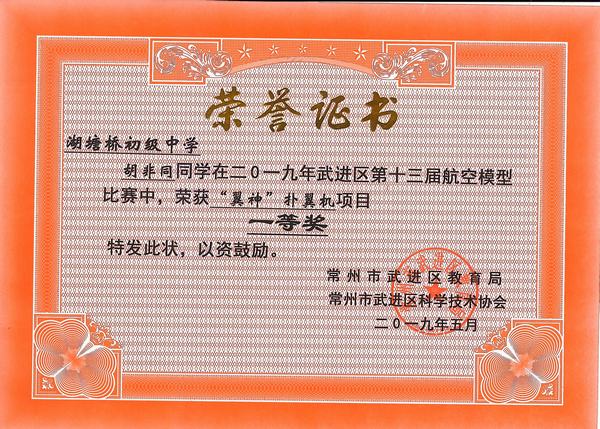 荣誉证书
湖塘桥初级中学
胡非同同学在二〇一九年武进区第十三届航空模型
比赛中，荣获“翼神”扑翼机项目
一等奖
特发此状，以资鼓励。
常州市武进区教育局
常州市武进区科学技术协会
二〇一九年五月